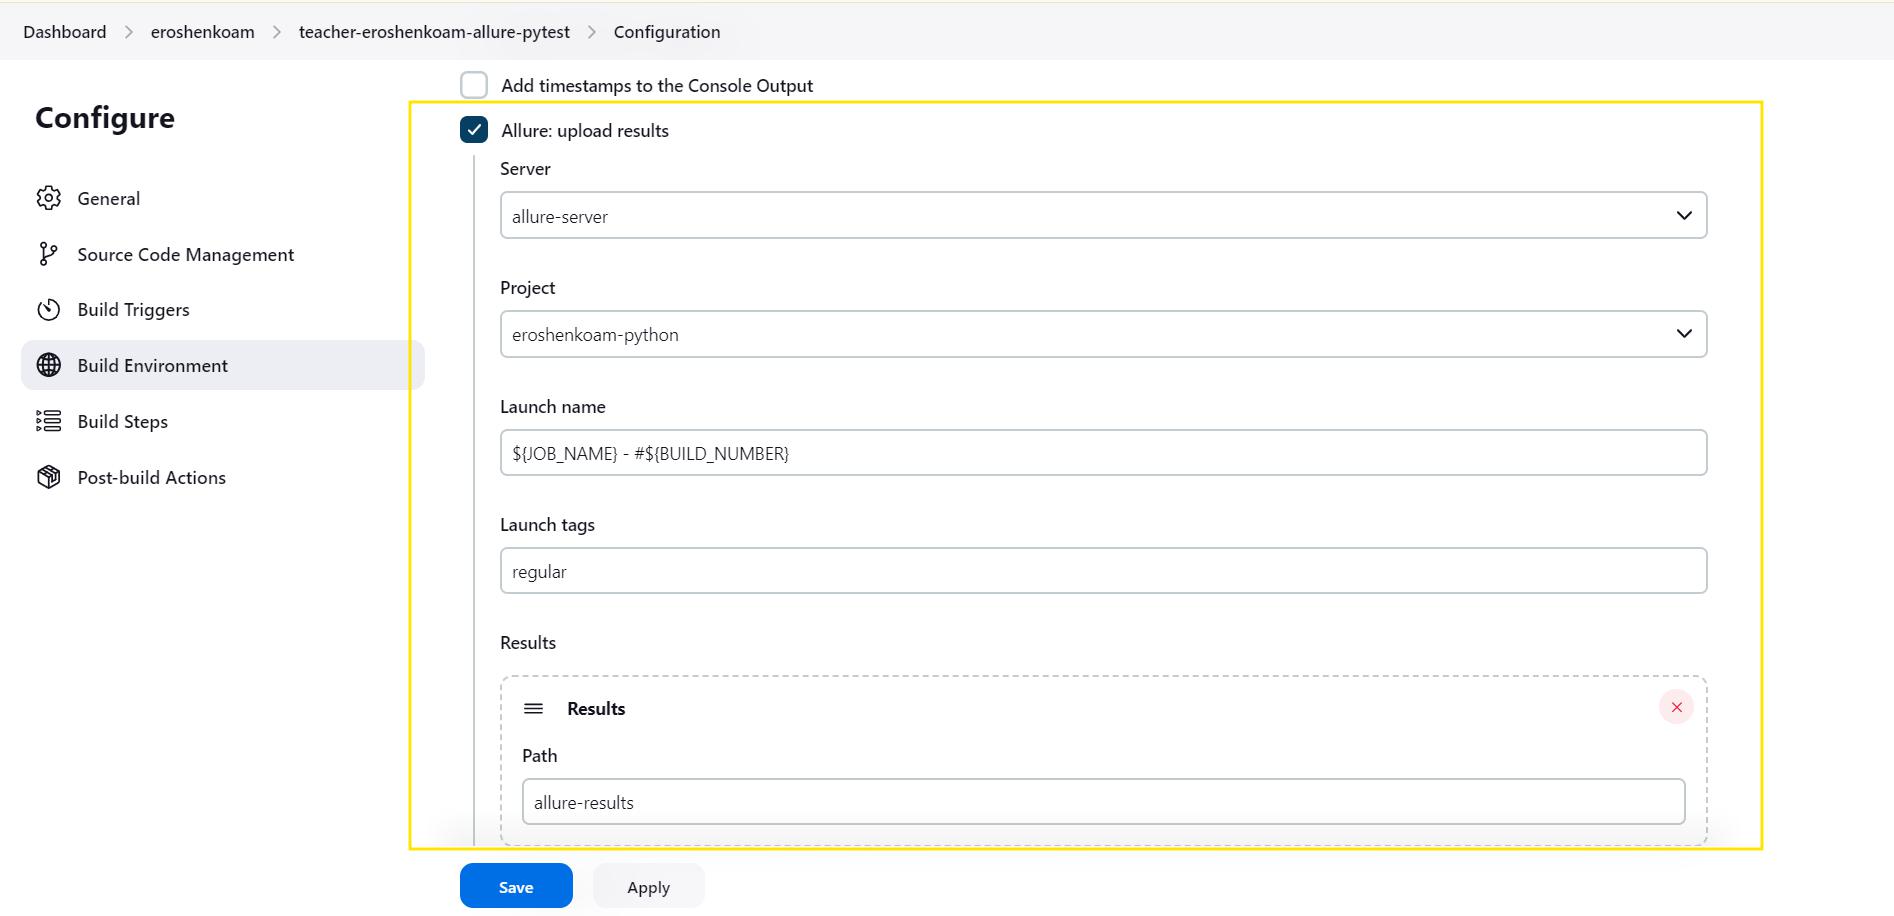 Dashboard > eroshenkoam > teacher-eroshenkoam-allure-pytest > Configuration
Configure
General
Source Code Management
Build Triggers
Build Environment
Build Steps
Post-build Actions
Add timestamps to the Console Output
Allure: upload results
Server
allure-server
Project
eroshenkoam-python
Launch name
${JOB_NAME} - #${BUILD_NUMBER}
Launch tags
regular
Results
Results
Path
allure-results
Save
Apply